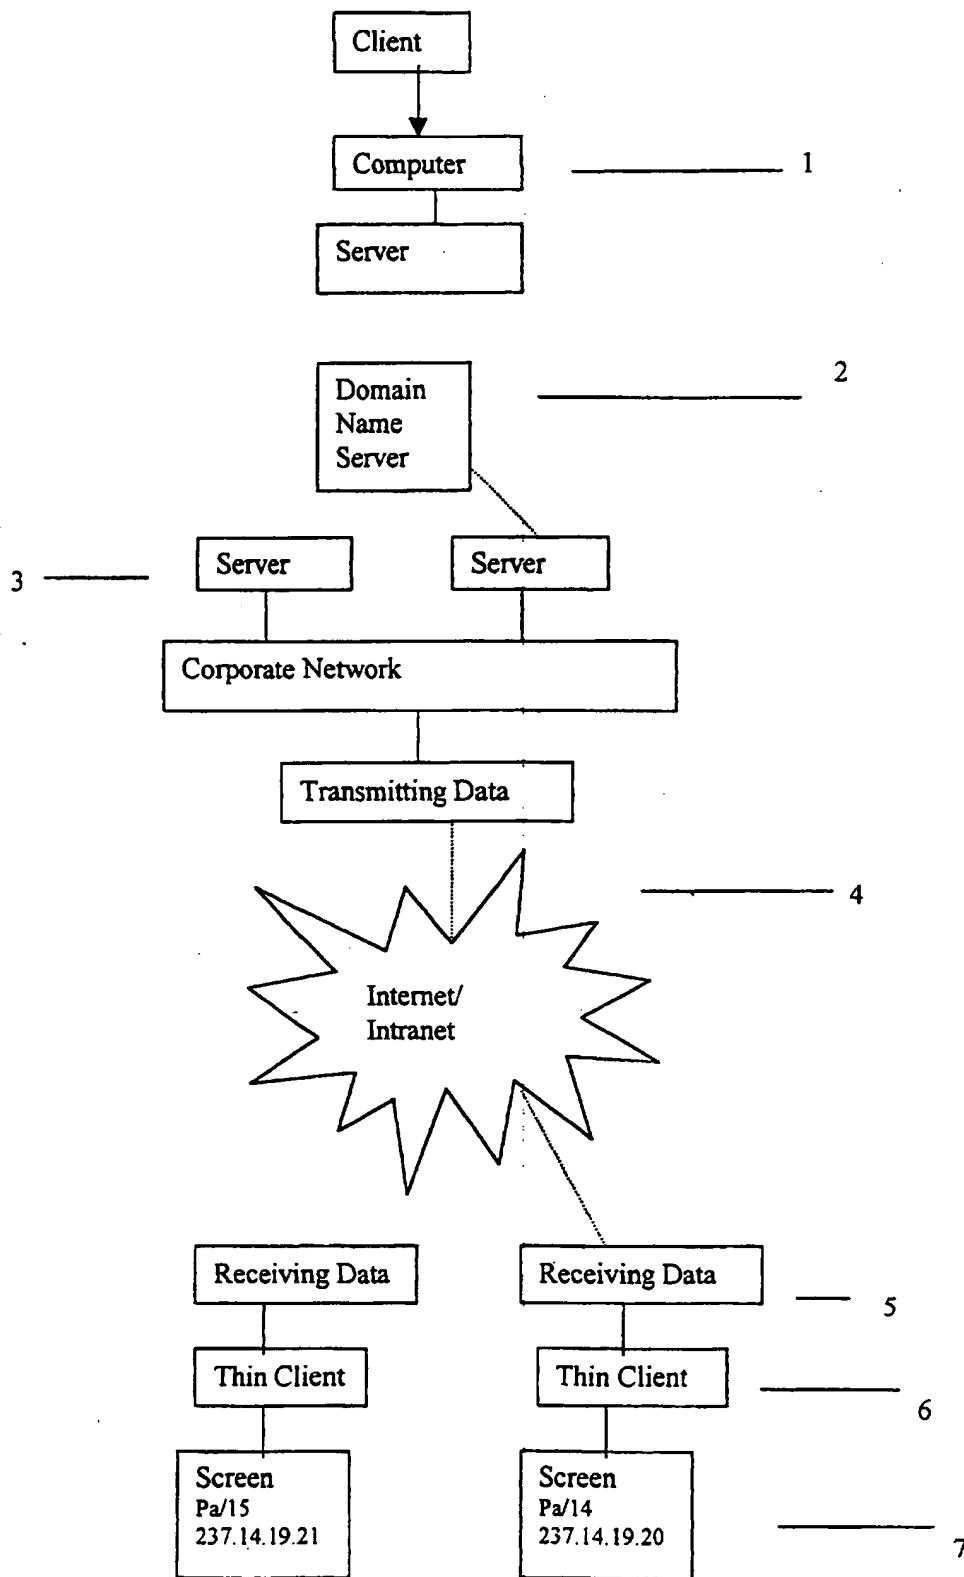 Client
Computer
1
Server
2
Domain
Name
Server
3
Server
Server
Corporate Network
Transmitting Data
4
Internet/
Intranet
Receiving Data
Receiving Data
5
Thin Client
Thin Client
6
Screen
Pa/15
237.14.19.21
Screen
Pa/14
237.14.19.20
7